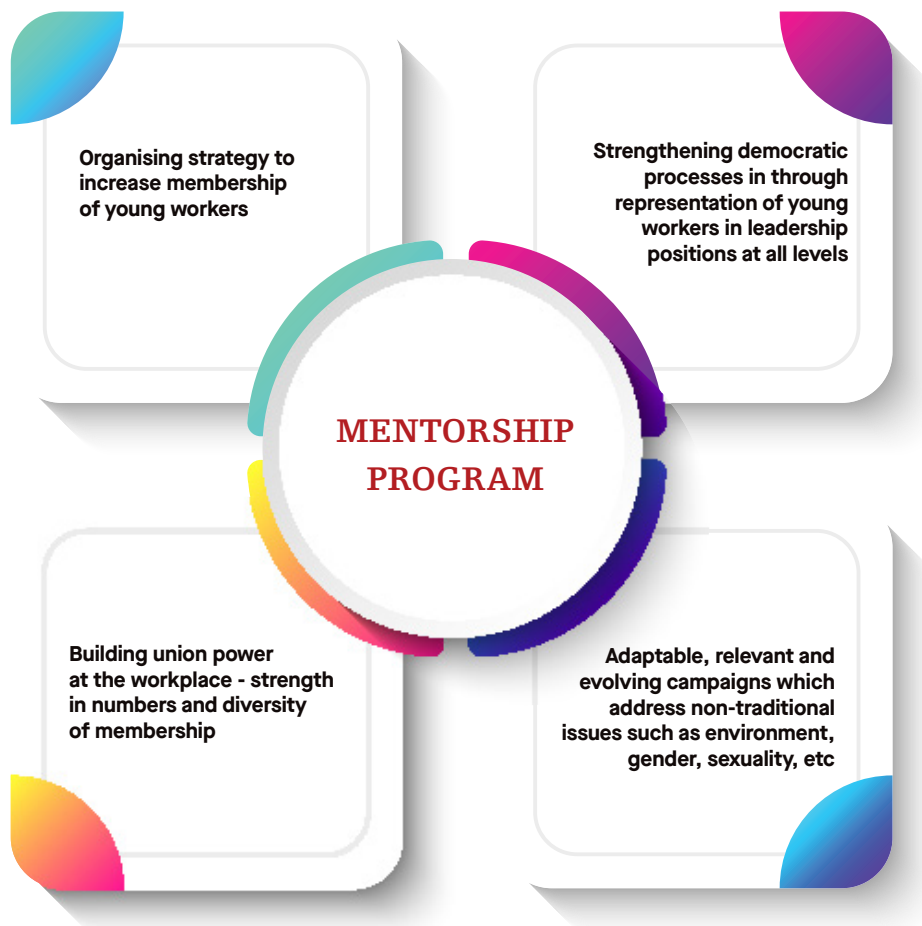 Organising strategy to
increase membership
of young workers
Strengthening democratic
processes in through
representation of young
workers in leadership
positions at all levels
MENTORSHIP
PROGRAM
Building union power
at the workplace - strength
in numbers and diversity
of membership
Adaptable, relevant and
evolving campaigns which
address non-traditional
issues such as environment,
gender, sexuality, etc